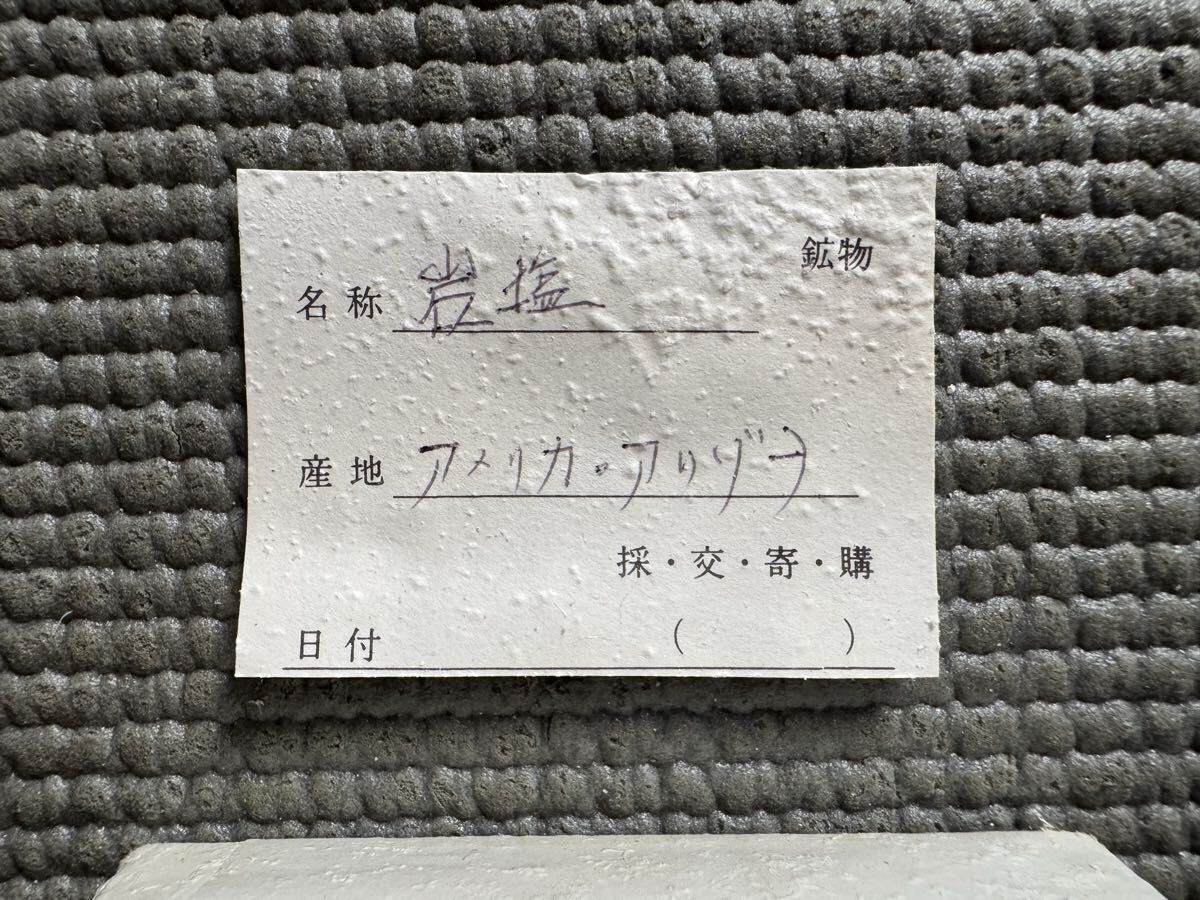 鉱物
名称 岩塩
産地 アメリカ・アリゾナ
採・交・寄・購
日付 ( )